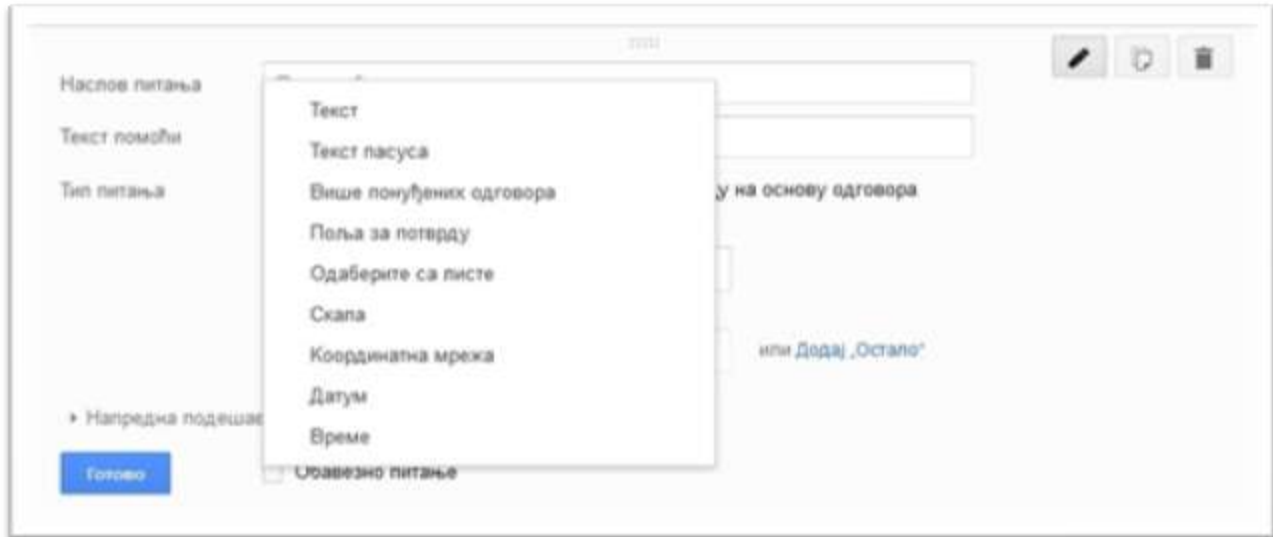 Наслов питања
Текст помоћи
Тип питања
Текст
Текст пасуса
Више понуђених одговора
Поља за потврду
Одаберите са листе
Скала
Координатна мрежа
Датум
Време
на основу одговора
или Додај „Остало“
Напредна
Готово
Обавезно питање